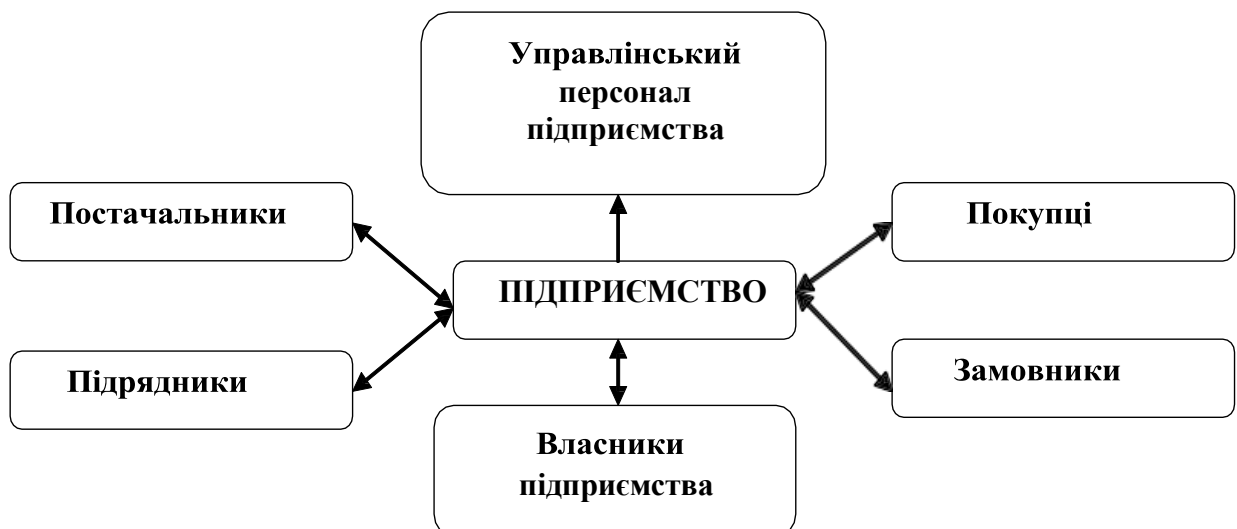 Управлінський
персонал
підприємства
Постачальники
Покупці
ПІДПРИЄМСТВО
Підрядники
Замовники
Власники
підприємства